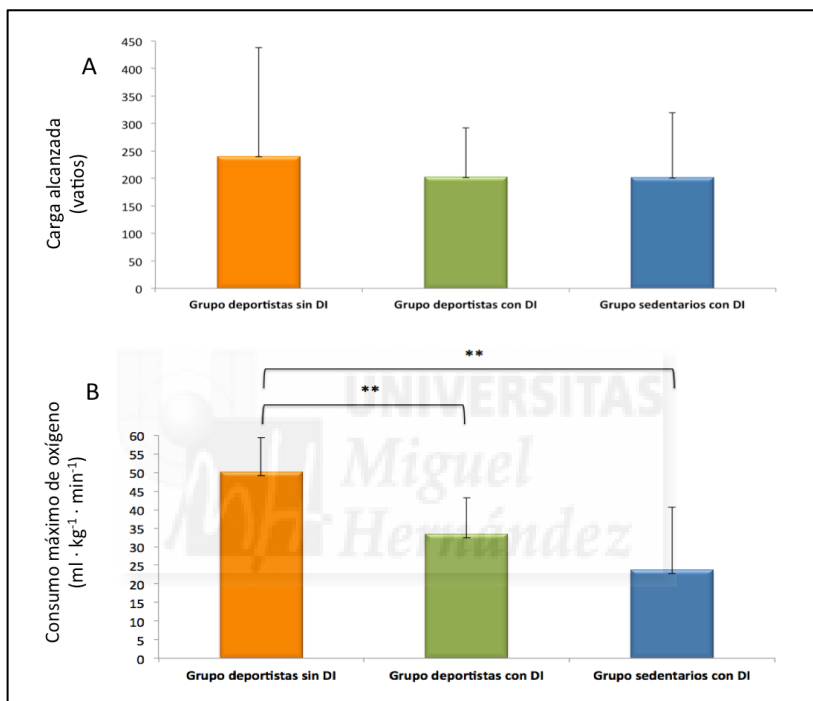 A
Carga alcanzada
(vatios)
450
400
350
300
250
200
150
100
50
0
Grupo deportistas sin DI
Grupo deportistas con DI
Grupo sedentarios con DI
B
Consumo máximo de oxígeno
(ml · kg⁻¹ · min⁻¹)
**
**
UNIVERSITAS
Miguel
Hernández
60
55
50
45
40
35
30
25
20
15
10
5
0
Grupo deportistas sin DI
Grupo deportistas con DI
Grupo sedentarios con DI